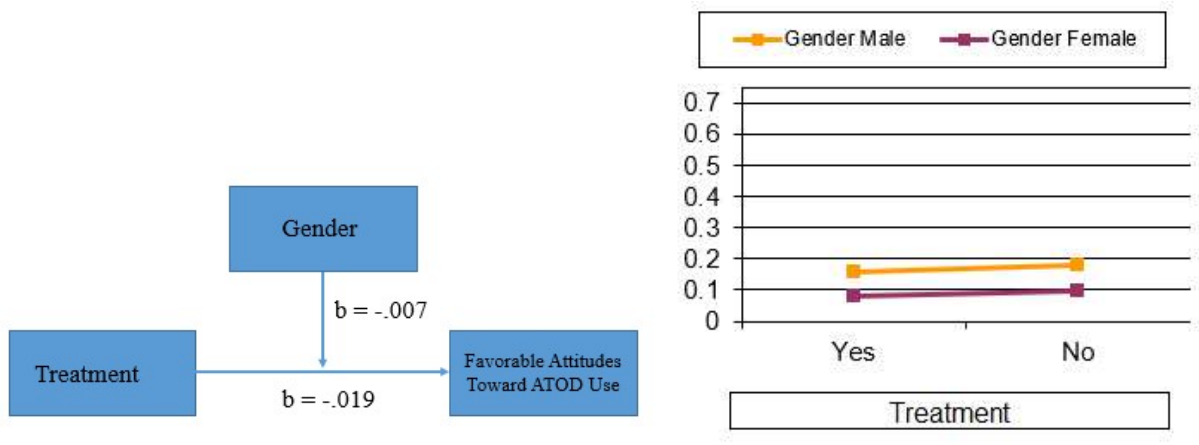 Gender
b = -.007
Treatment
b = -.019
Favorable Attitudes
Toward ATOD Use
Gender Male Gender Female
0.7
0.6
0.5
0.4
0.3
0.2
0.1
0
Yes No
Treatment